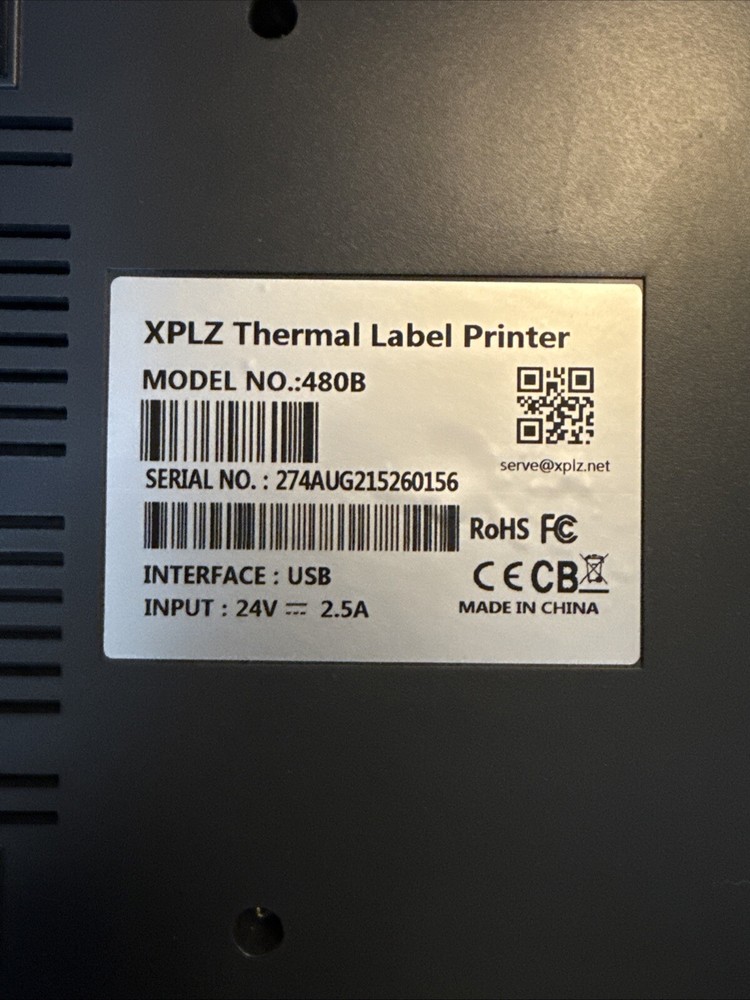 XPLZ Thermal Label Printer
MODEL NO.:480B
serve@xplz.net
SERIAL NO. : 274AUG215260156
RoHS FC
INTERFACE : USB
CE CB
INPUT : 24V ⎓ 2.5A
MADE IN CHINA